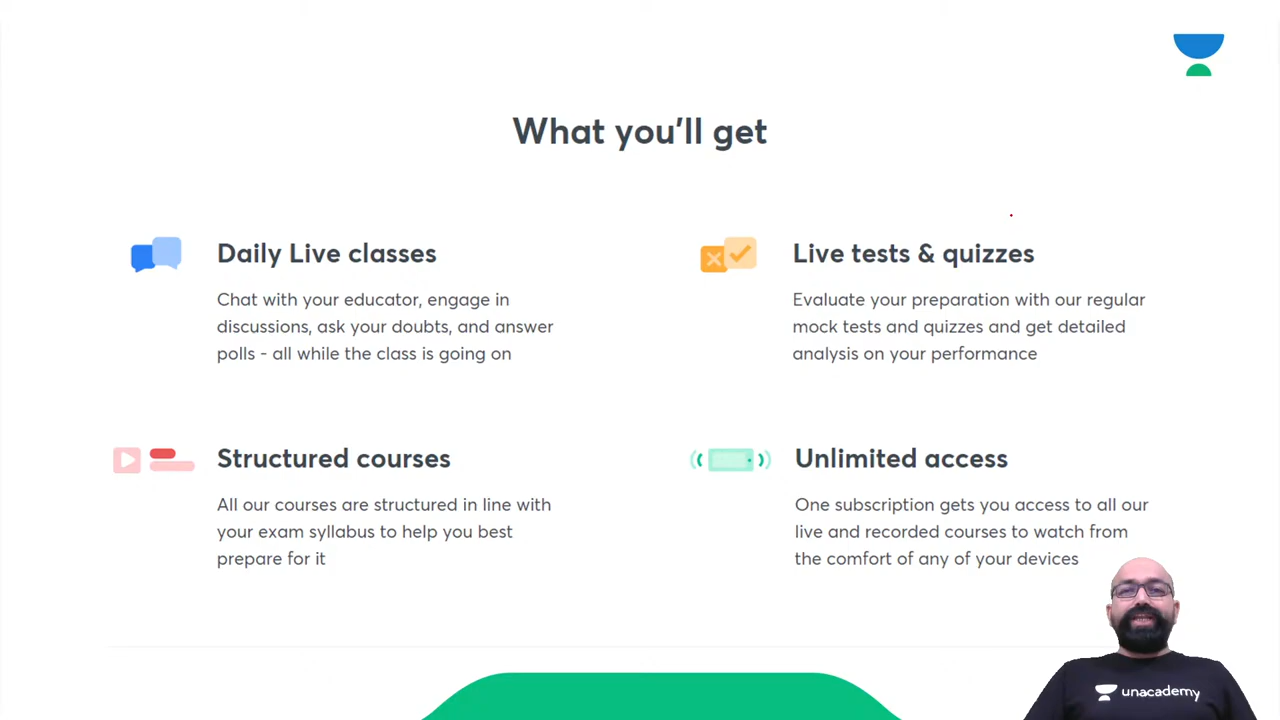 What you'll get
Daily Live classes
Chat with your educator, engage in
discussions, ask your doubts, and answer
polls - all while the class is going on
Live tests & quizzes
Evaluate your preparation with our regular
mock tests and quizzes and get detailed
analysis on your performance
Structured courses
All our courses are structured in line with
your exam syllabus to help you best
prepare for it
Unlimited access
One subscription gets you access to all our
live and recorded courses to watch from
the comfort of any of your devices
unacademy